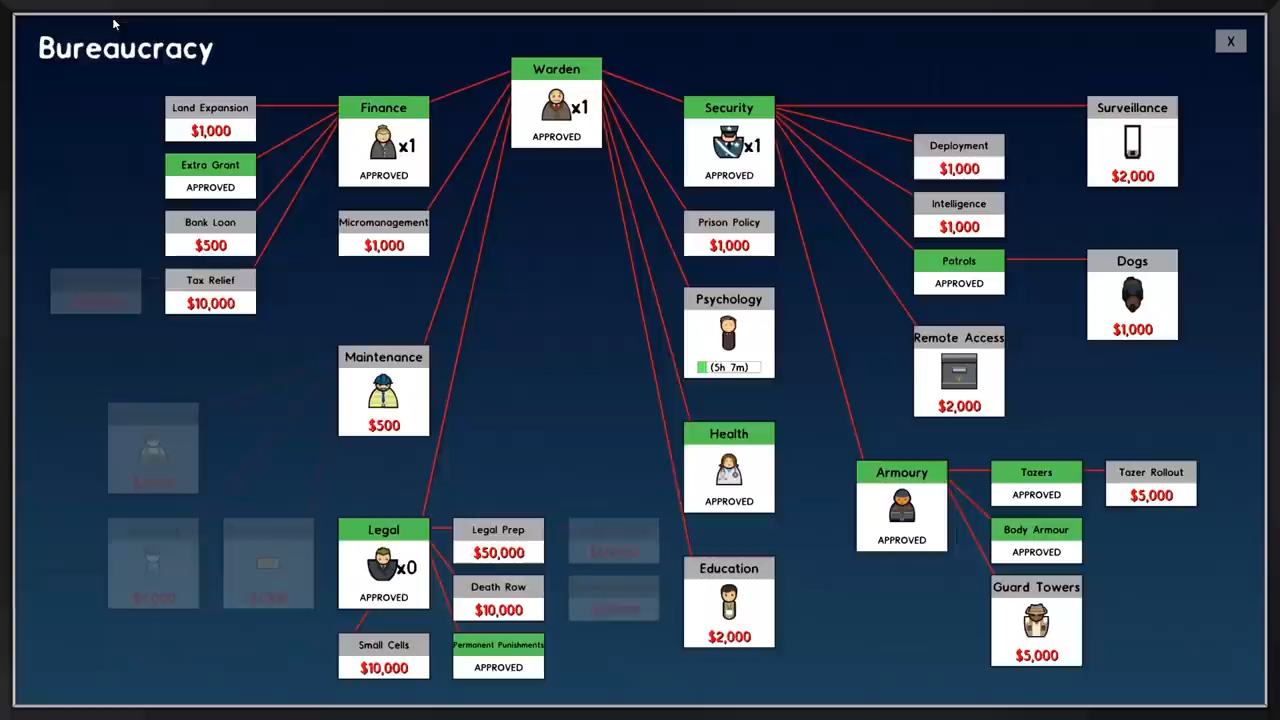 Bureaucracy
X
Warden
x1
APPROVED
Land Expansion
$1,000
Extra Grant
APPROVED
Bank Loan
$500
Tax Relief
$10,000
Finance
x1
APPROVED
Micromanagement
$1,000
Maintenance
$500
Legal
x0
APPROVED
Small Cells
$10,000
Legal Prep
$50,000
Death Row
$10,000
Permanent Punishments
APPROVED
Security
x1
APPROVED
Prison Policy
$1,000
Psychology
(5h 7m)
Health
APPROVED
Education
$2,000
Deployment
$1,000
Intelligence
$1,000
Patrols
APPROVED
Remote Access
$2,000
Surveillance
$2,000
Dogs
$1,000
Armoury
APPROVED
Tazers
APPROVED
Body Armour
APPROVED
Guard Towers
$5,000
Tazer Rollout
$5,000